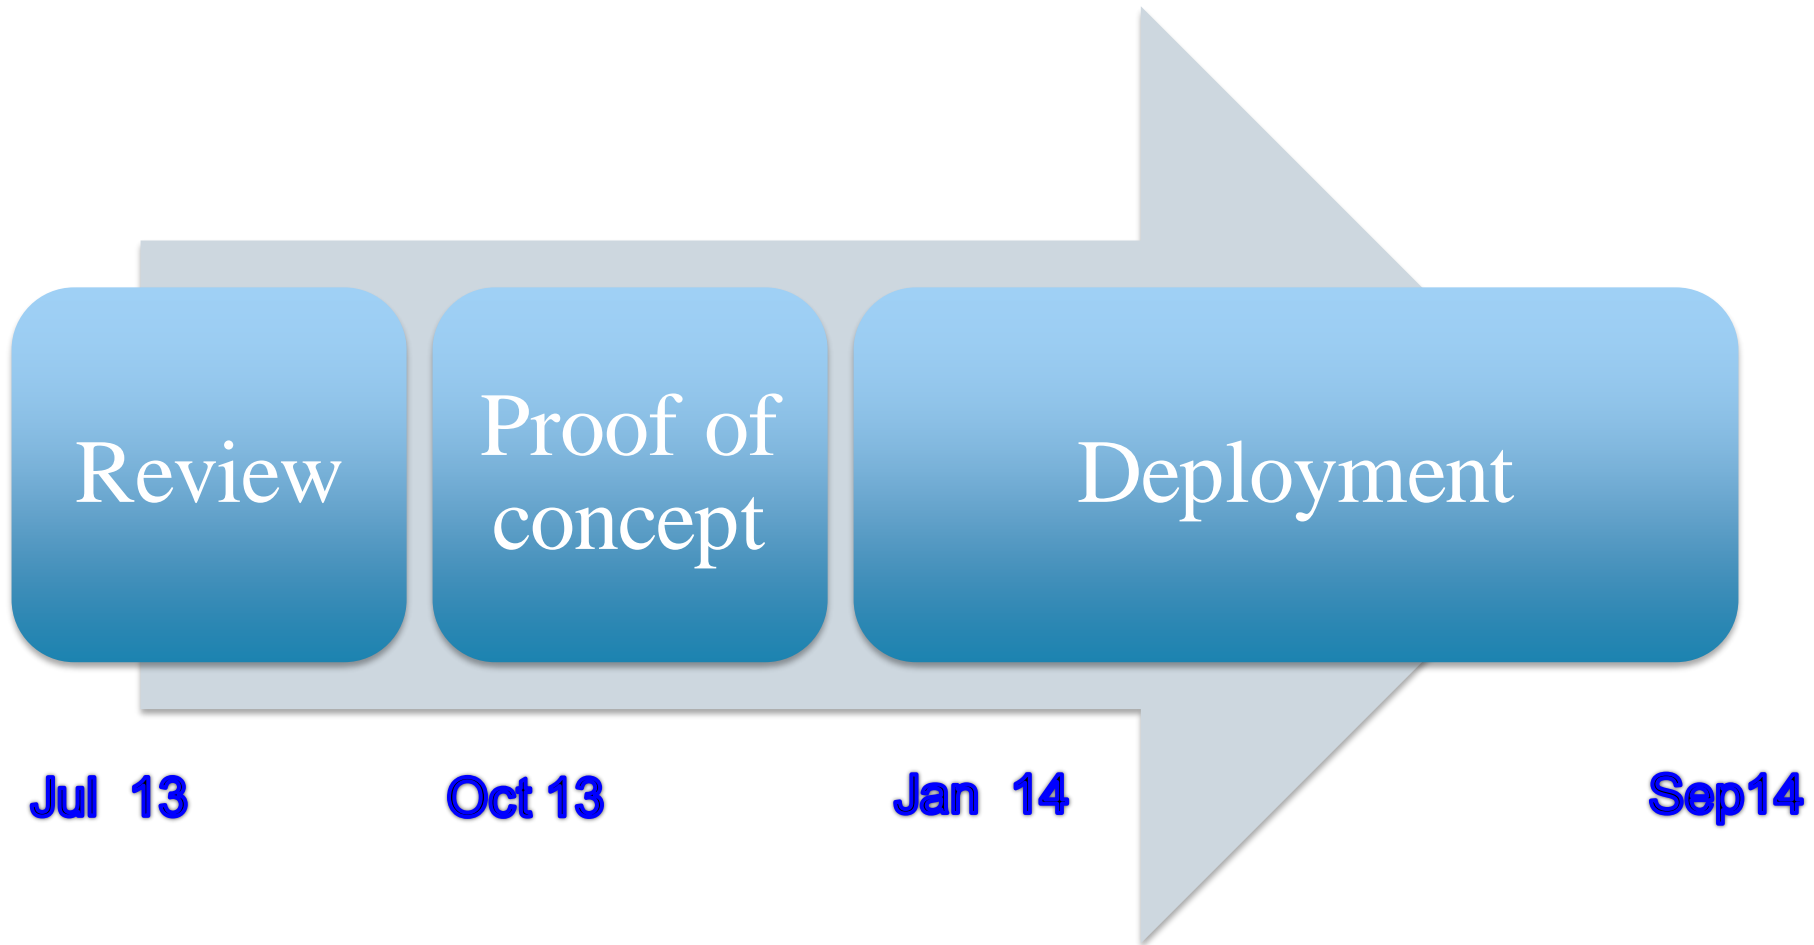 Review
Proof of
concept
Deployment
Jul 13
Oct 13
Jan 14
Sep14